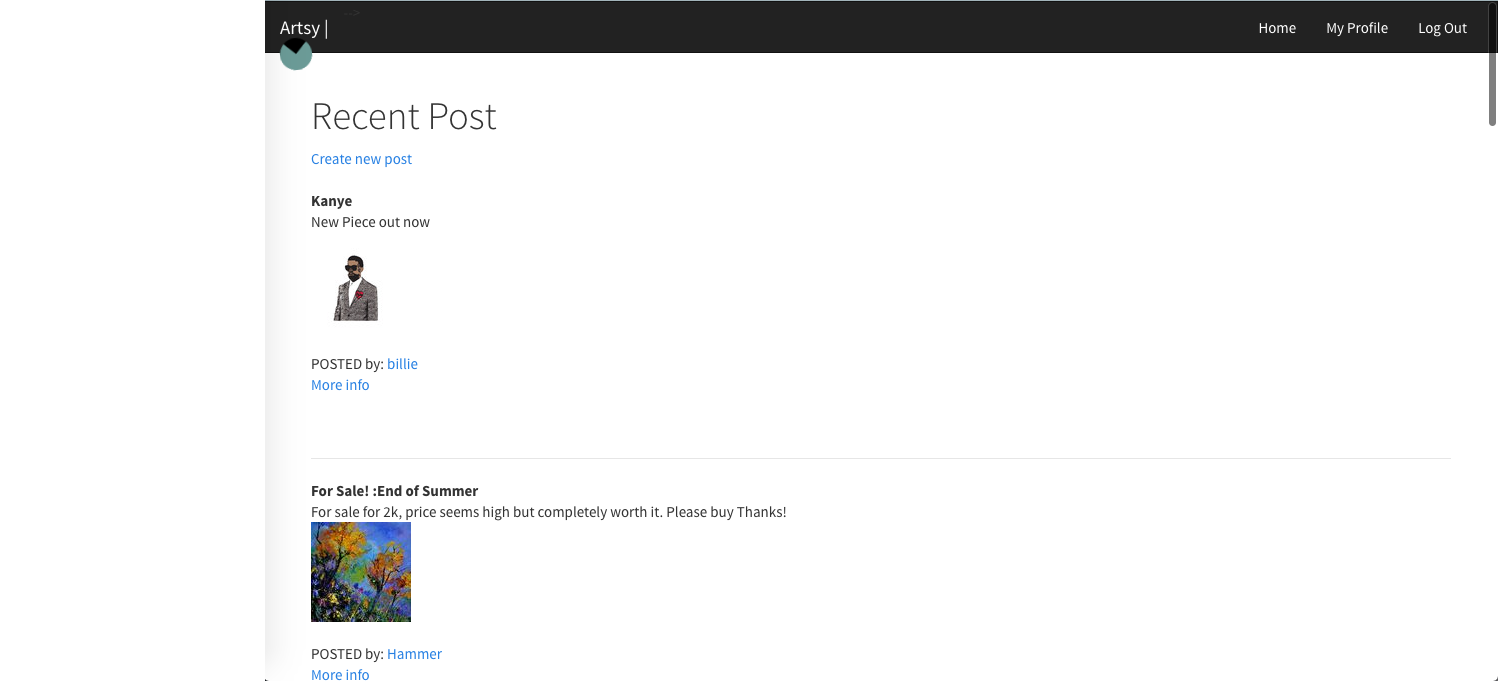 Artsy |
Home My Profile Log Out
Recent Post
Create new post
Kanye
New Piece out now
POSTED by: billie
More info
For Sale! :End of Summer
For sale for 2k, price seems high but completely worth it. Please buy Thanks!
POSTED by: Hammer
More info